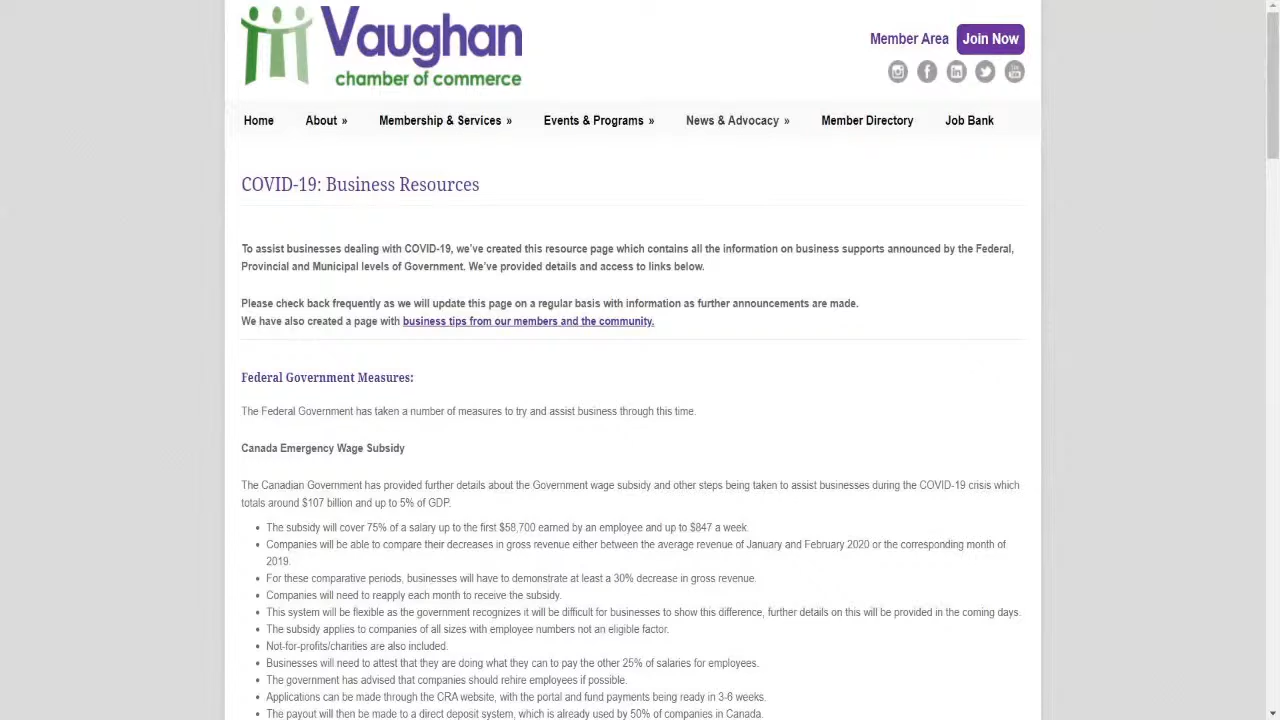 Vaughan
chamber of commerce
Member Area Join Now
Home About » Membership & Services » Events & Programs » News & Advocacy » Member Directory Job Bank
COVID-19: Business Resources
To assist businesses dealing with COVID-19, we've created this resource page which contains all the information on business supports announced by the Federal,
Provincial and Municipal levels of Government. We've provided details and access to links below.
Please check back frequently as we will update this page on a regular basis with information as further announcements are made.
We have also created a page with business tips from our members and the community.
Federal Government Measures:
The Federal Government has taken a number of measures to try and assist business through this time.
Canada Emergency Wage Subsidy
The Canadian Government has provided further details about the Government wage subsidy and other steps being taken to assist businesses during the COVID-19 crisis which
totals around $107 billion and up to 5% of GDP.
• The subsidy will cover 75% of a salary up to the first $58,700 earned by an employee and up to $847 a week.
• Companies will be able to compare their decreases in gross revenue either between the average revenue of January and February 2020 or the corresponding month of
2019.
• For these comparative periods, businesses will have to demonstrate at least a 30% decrease in gross revenue.
• Companies will need to reapply each month to receive the subsidy.
• This system will be flexible as the government recognizes it will be difficult for businesses to show this difference, further details on this will be provided in the coming days.
• The subsidy applies to companies of all sizes with employee numbers not an eligible factor.
• Not-for-profits/charities are also included.
• Businesses will need to attest that they are doing what they can to pay the other 25% of salaries for employees.
• The government has advised that companies should rehire employees if possible.
• Applications can be made through the CRA website, with the portal and fund payments being ready in 3-6 weeks.
• The payout will then be made to a direct deposit system, which is already used by 50% of companies in Canada.